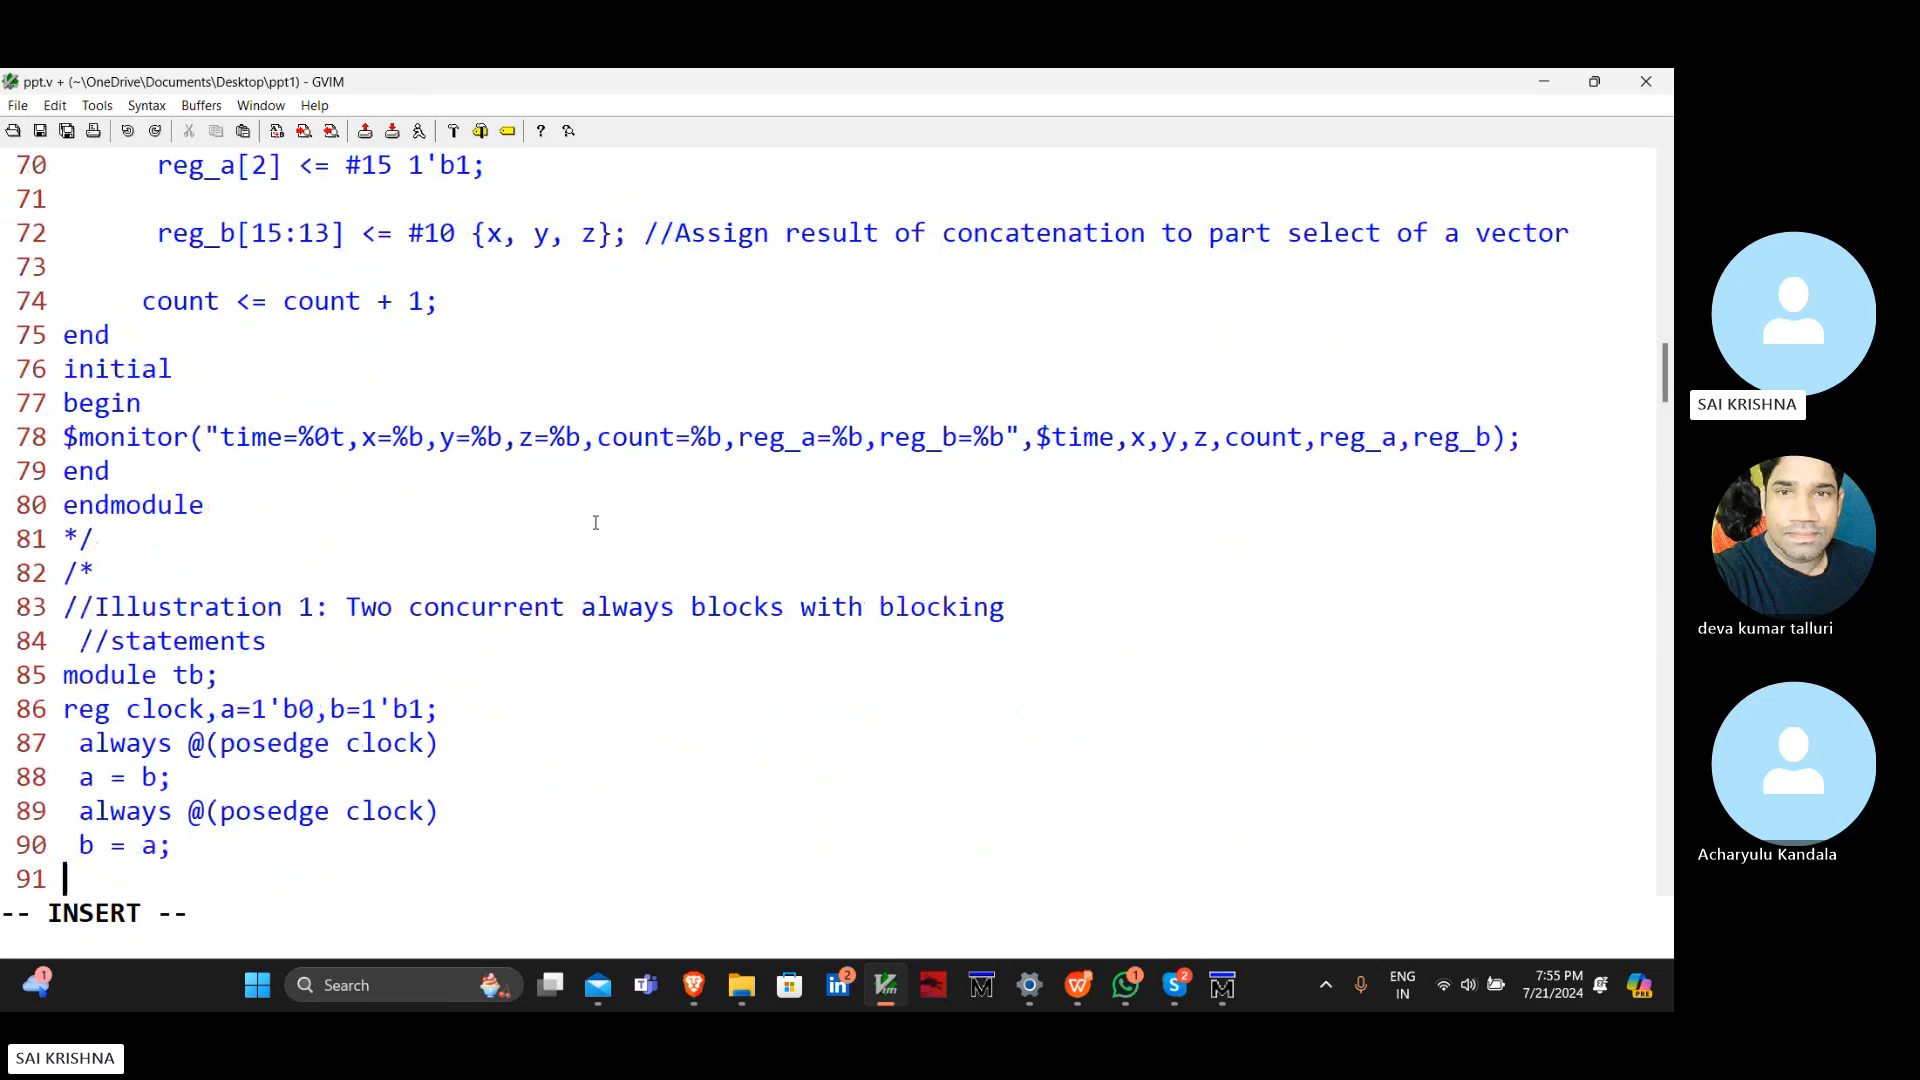 ppt.v + (~\OneDrive\Documents\Desktop\ppt1) - GVIM
File Edit Tools Syntax Buffers Window Help
70 reg_a[2] <= #15 1'b1;
71
72 reg_b[15:13] <= #10 {x, y, z}; //Assign result of concatenation to part select of a vector
73
74 count <= count + 1;
75 end
76 initial
77 begin
78 $monitor("time=%0t,x=%b,y=%b,z=%b,count=%b,reg_a=%b,reg_b=%b",$time,x,y,z,count,reg_a,reg_b);
79 end
80 endmodule
81 */
82 /*
83 //Illustration 1: Two concurrent always blocks with blocking
84 //statements
85 module tb;
86 reg clock,a=1'b0,b=1'b1;
87 always @(posedge clock)
88 a = b;
89 always @(posedge clock)
90 b = a;
91
-- INSERT --
SAI KRISHNA
deva kumar talluri
Acharyulu Kandala
1
Search
2
1
2
ENG
IN
7:55 PM
7/21/2024
PRE
SAI KRISHNA